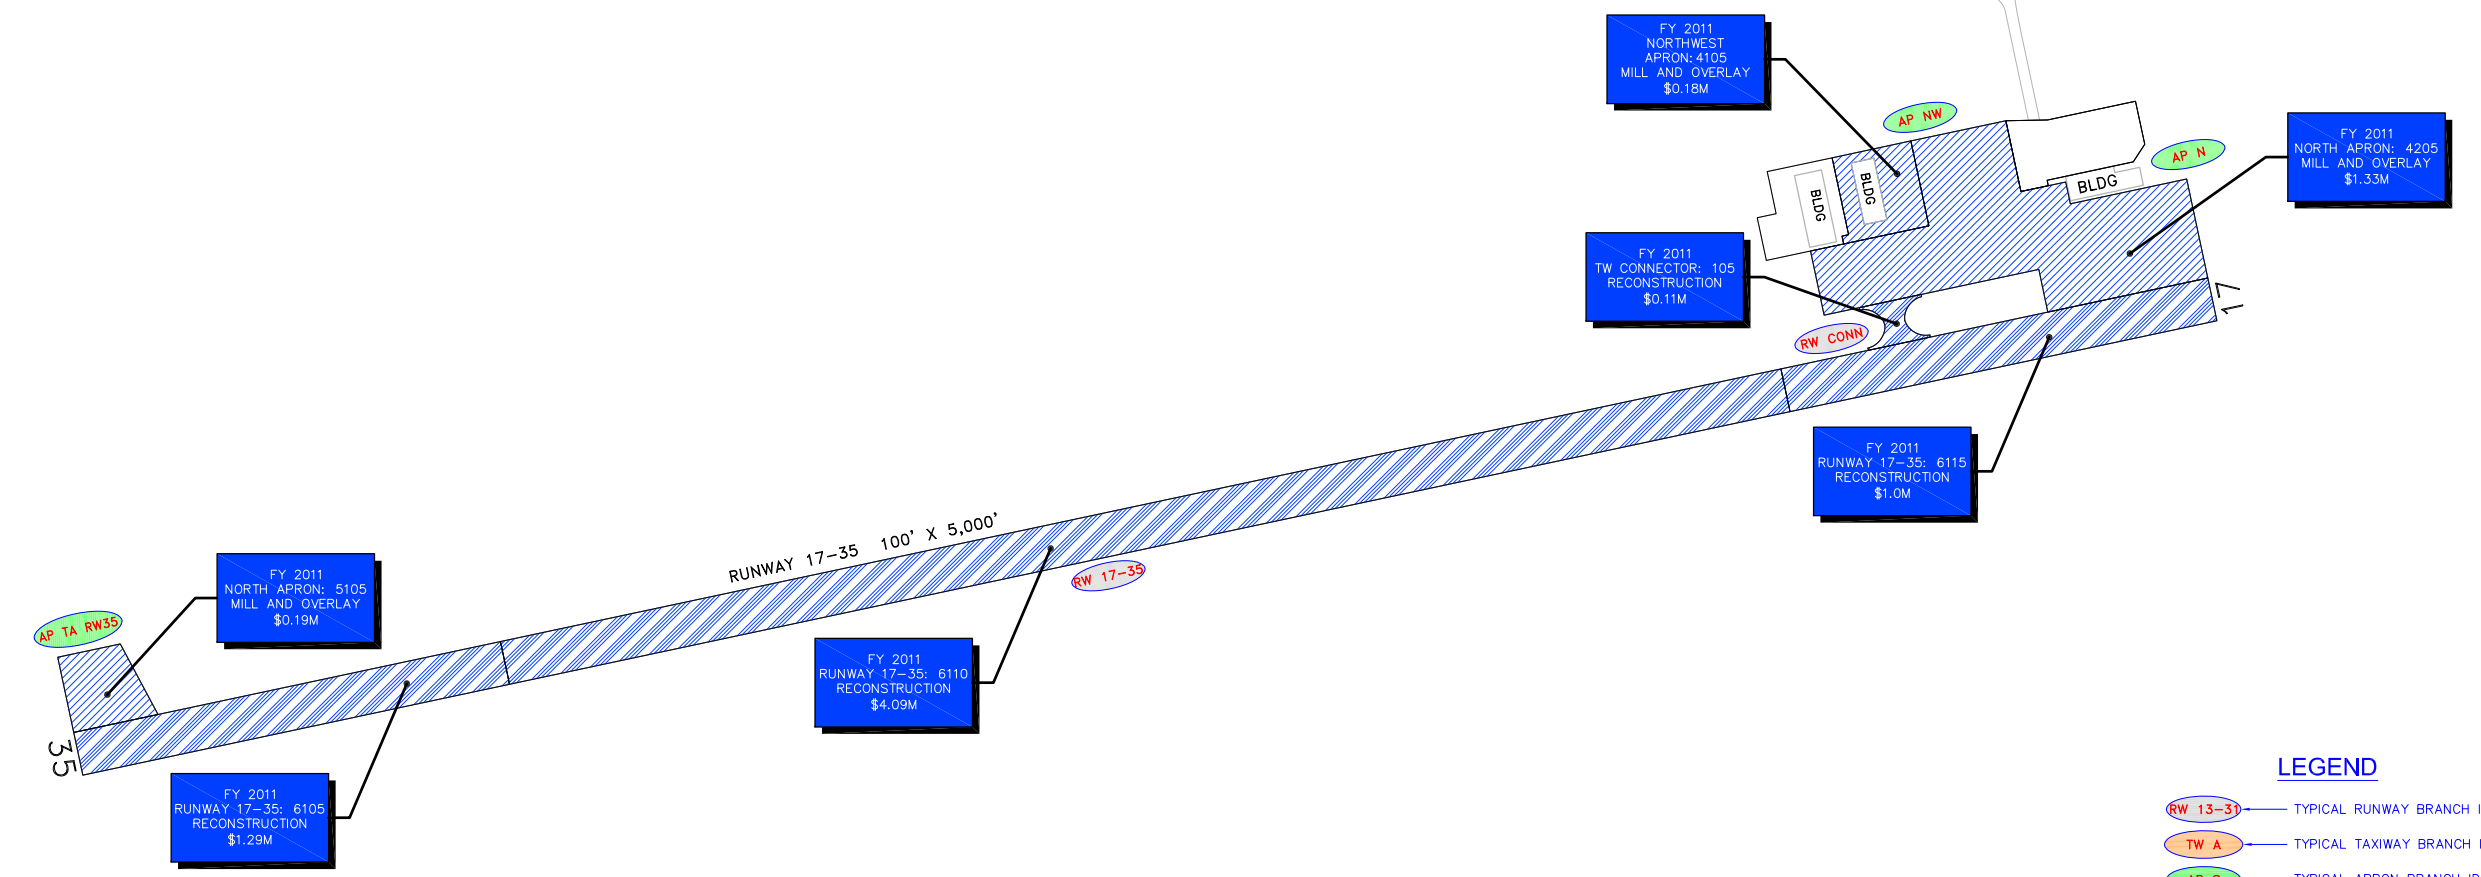 FY 2011
NORTHWEST
APRON: 4105
MILL AND OVERLAY
$0.18M
AP NW
FY 2011
NORTH APRON: 4205
MILL AND OVERLAY
$1.33M
AP N
BLDG
BLDG
BLDG
FY 2011
TW CONNECTOR: 105
RECONSTRUCTION
$0.11M
RW CONN
17
FY 2011
RUNWAY 17-35: 6115
RECONSTRUCTION
$1.0M
RUNWAY 17-35 100' X 5,000'
RW 17-35
FY 2011
NORTH APRON: 5105
MILL AND OVERLAY
$0.19M
AP TA RW35
FY 2011
RUNWAY 17-35: 6110
RECONSTRUCTION
$4.09M
35
FY 2011
RUNWAY 17-35: 6105
RECONSTRUCTION
$1.29M
LEGEND
RW 13-31 TYPICAL RUNWAY BRANCH
TW A TYPICAL TAXIWAY BRANCH
TYPICAL APRON BRANCH ID